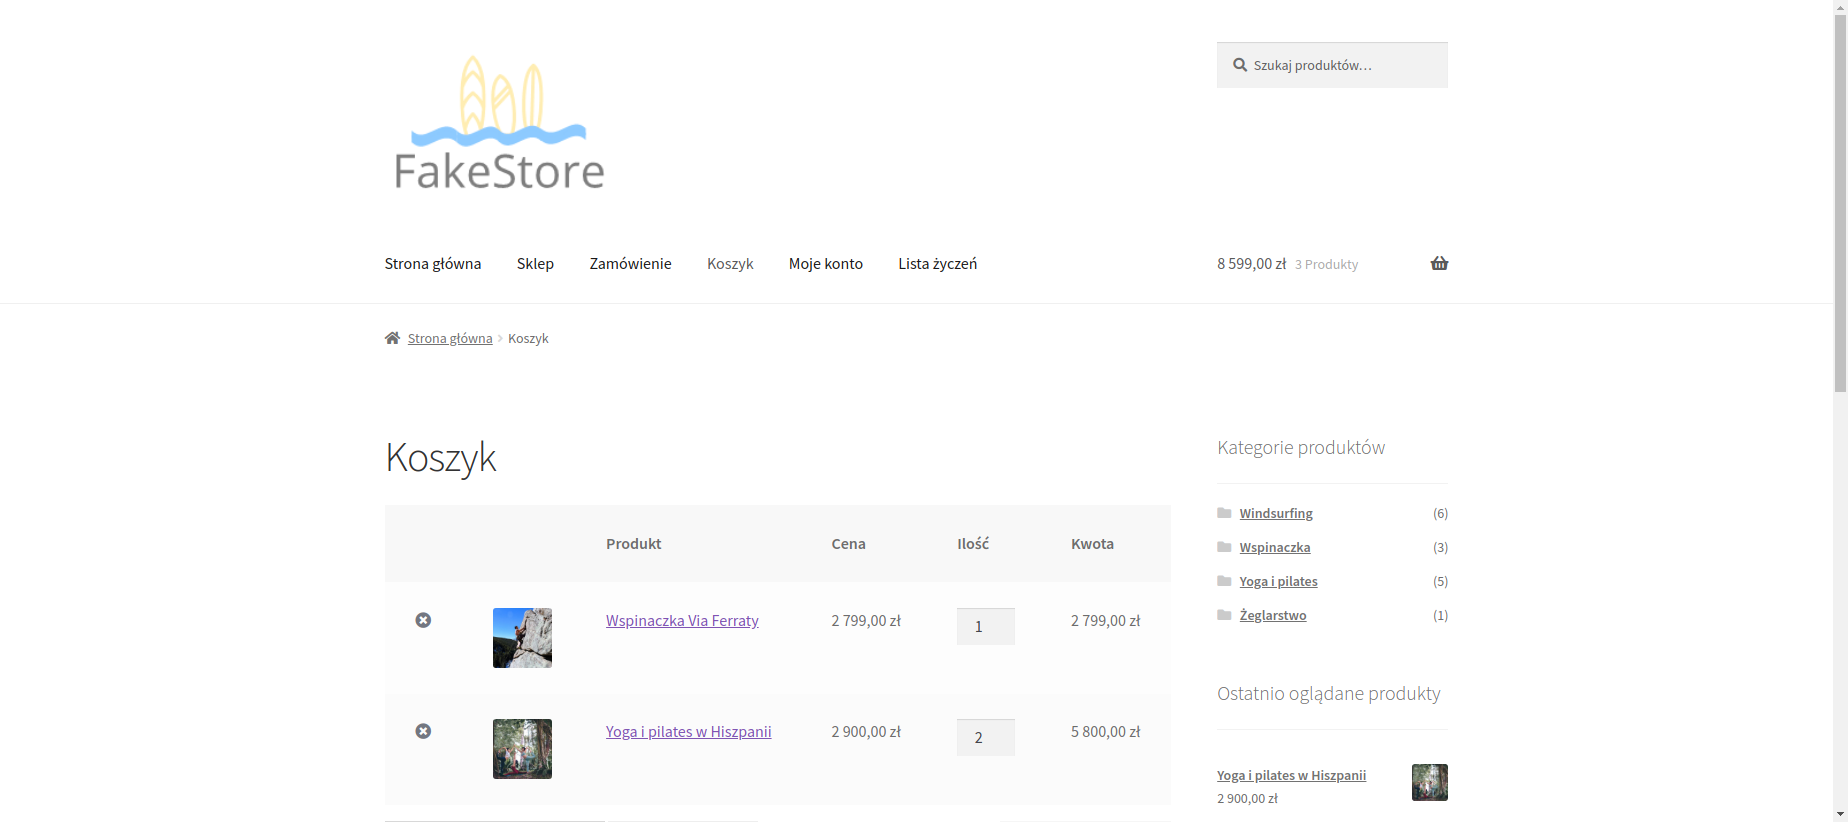 Szukaj produktów…
FakeStore
Strona główna Sklep Zamówienie Koszyk Moje konto Lista życzeń 8 599,00 zł 3 Produkty
Strona główna Koszyk
Koszyk
Produkt Cena Ilość Kwota
Wspinaczka Via Ferraty 2 799,00 zł 1 2 799,00 zł
Yoga i pilates w Hiszpanii 2 900,00 zł 2 5 800,00 zł
Kategorie produktów
Windsurfing (6)
Wspinaczka (3)
Yoga i pilates (5)
Żeglarstwo (1)
Ostatnio oglądane produkty
Yoga i pilates w Hiszpanii
2 900,00 zł